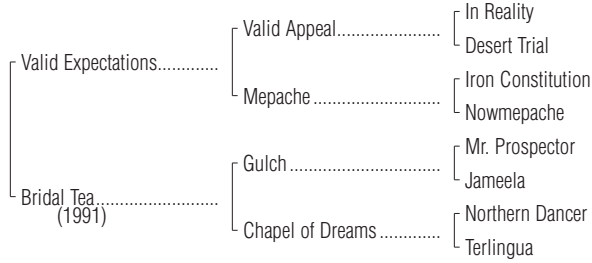 In Reality
Valid Appeal.......................
Desert Trial
Valid Expectations.............
Iron Constitution
Mepache............................
Nowmepache
Mr. Prospector
Gulch.................................
Jameela
Bridal Tea..........................
(1991)
Northern Dancer
Chapel of Dreams.............
Terlingua